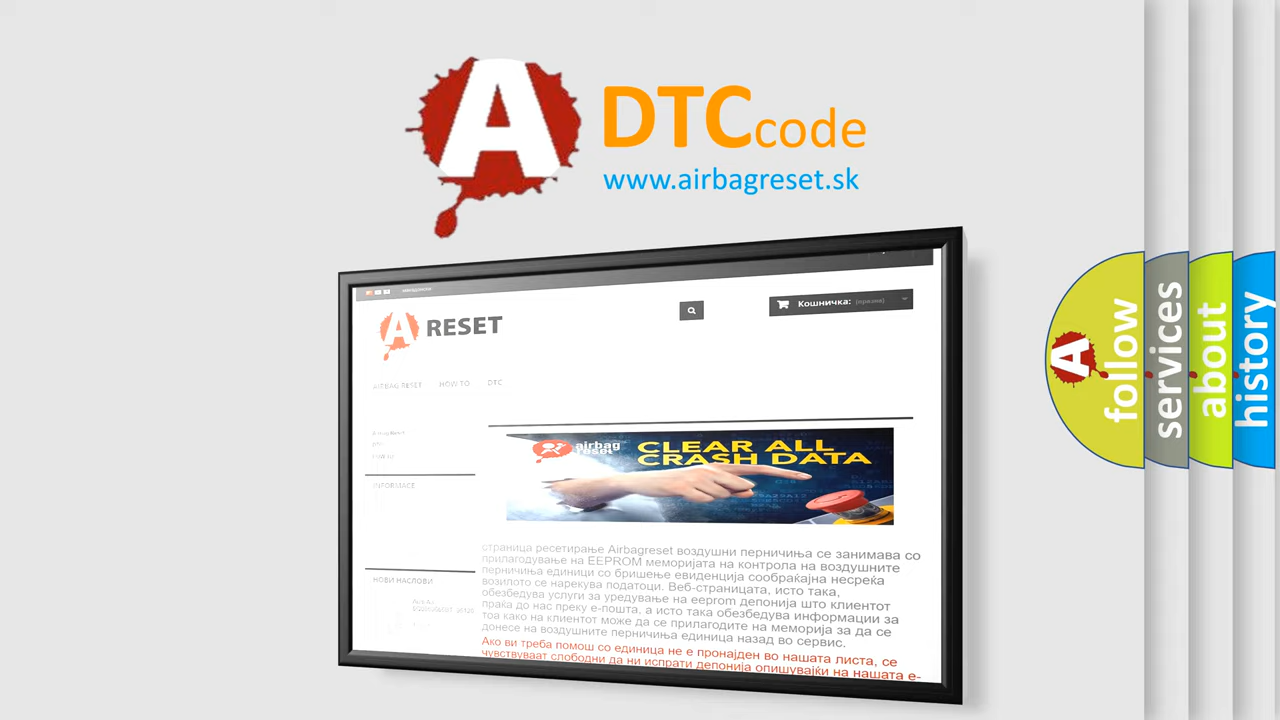 A
DTC code
www.airbagreset.sk
A RESET
Кошничка: (празни)
AIRBAG RESET HOW TO DTC
INFORMACE
НОВИ НАСЛОВИ
airbag
reset
CLEAR ALL
CRASH DATA
страница ресетирање Airbagreset воздушни перничиња се занимава со
прилагодување на EEPROM меморијата на контрола на воздушните
перничиња единици со бришење евиденција сообраќајна несреќа
возилото се нарекува податоци. Веб-страницата, исто така,
обезбедува услуги за уредување на eeprom депонија што клиентот
праќа до нас преку е-пошта, а исто така обезбедува информации за
тоа како на клиентот може да се прилагодите на меморија за да се
донесе на воздушните перничиња единица назад во сервис.
Ако ви треба помош со единица не е пронајден во нашата листа, се
чувствуваат слободни да ни испрати депонија опишувајќи на нашата е-
A
follow
services
about
history